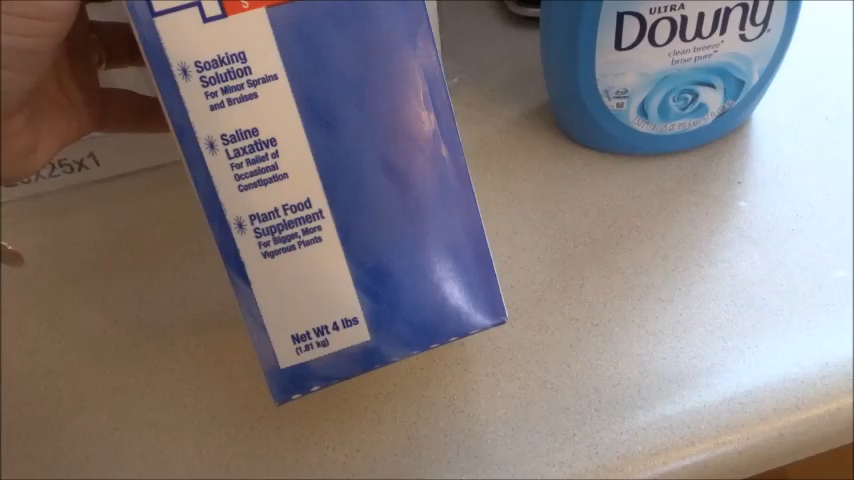 Soaking
Solution
For Minor Sprains
and Bruises
Saline
Laxative
For Relief of
Occasional
Constipation
Plant Food
Supplement
For Bigger, More
Vigorous Plants
Net Wt 4 lbs
(1.81 kg)
ULTRA
Downy
clean breeze
brise pure
x25x1